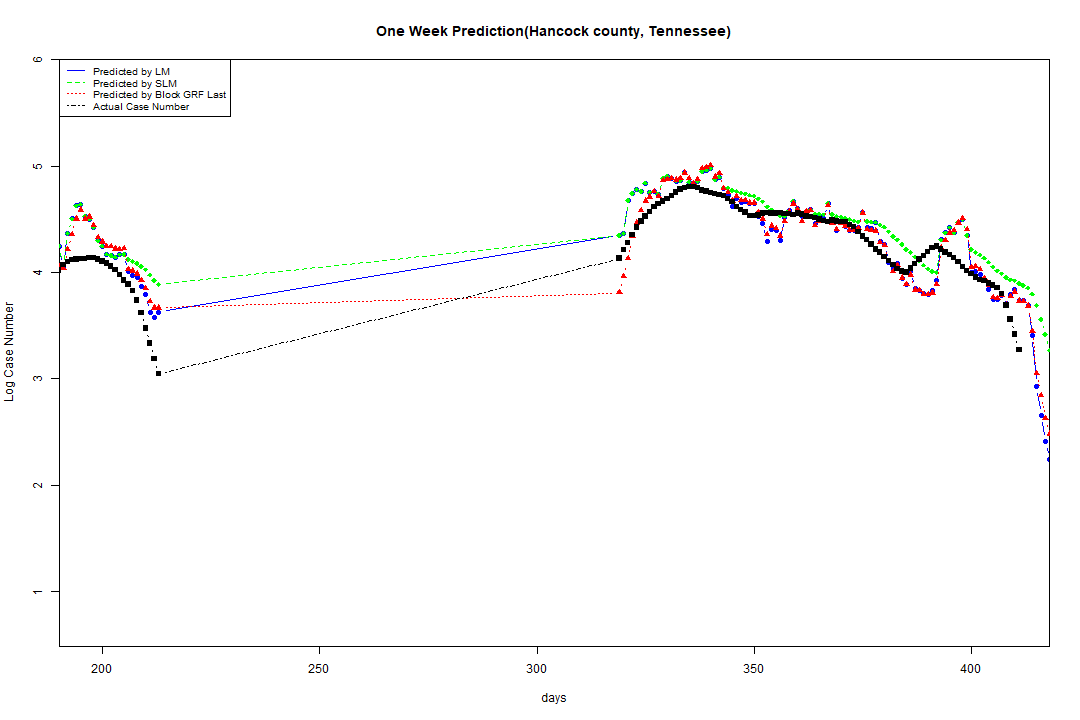 One Week Prediction(Hancock county, Tennessee)
Predicted by LM
Predicted by SLM
Predicted by Block GRF Last
Actual Case Number
6
5
4
3
2
1
Log Case Number
200 250 300 350 400
days